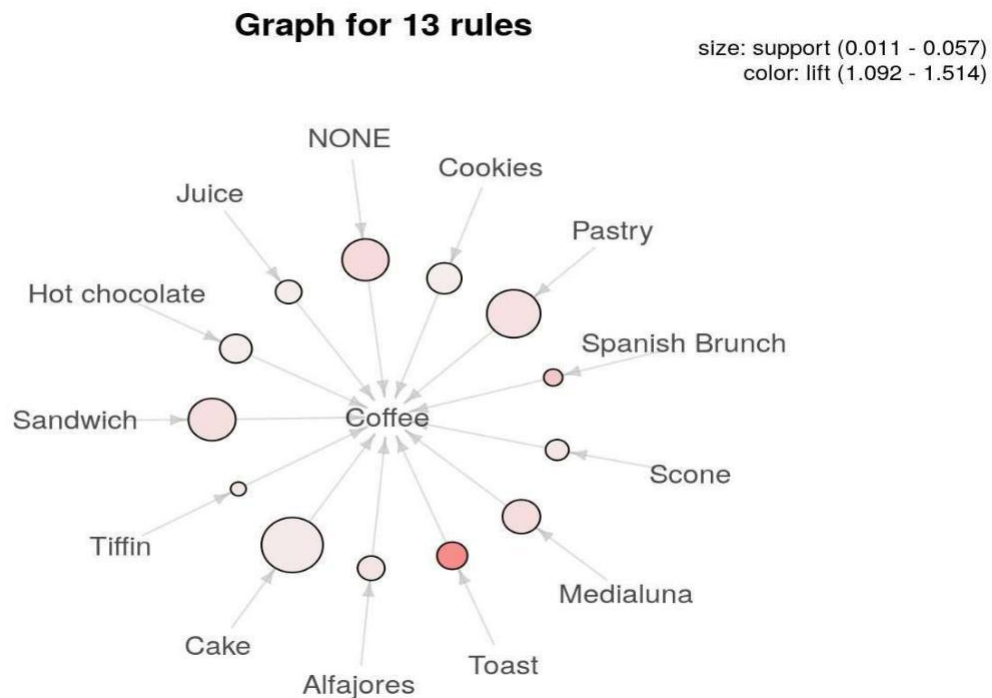 Graph for 13 rules
size: support (0.011 - 0.057)
color: lift (1.092 - 1.514)
NONE
Cookies
Juice
Pastry
Hot chocolate
Spanish Brunch
Sandwich
Coffee
Scone
Tiffin
Medialuna
Cake
Toast
Alfajores